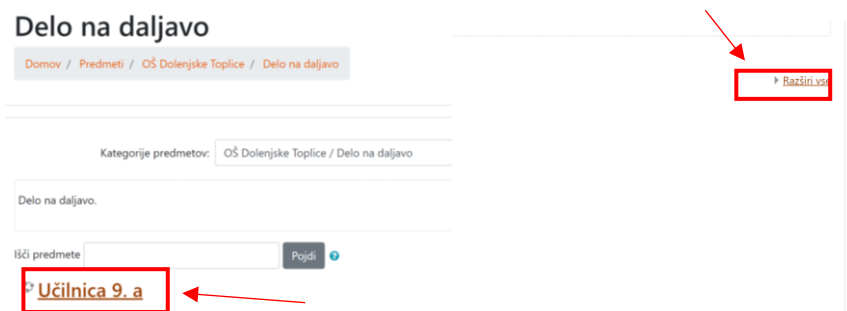 Delo na daljavo
Domov / Predmeti / OŠ Dolenjske Toplice / Delo na daljavo
Razširi vse
Kategorije predmetov: OŠ Dolenjske Toplice / Delo na daljavo
Delo na daljavo.
Išči predmete Pojdi
Učilnica 9. a